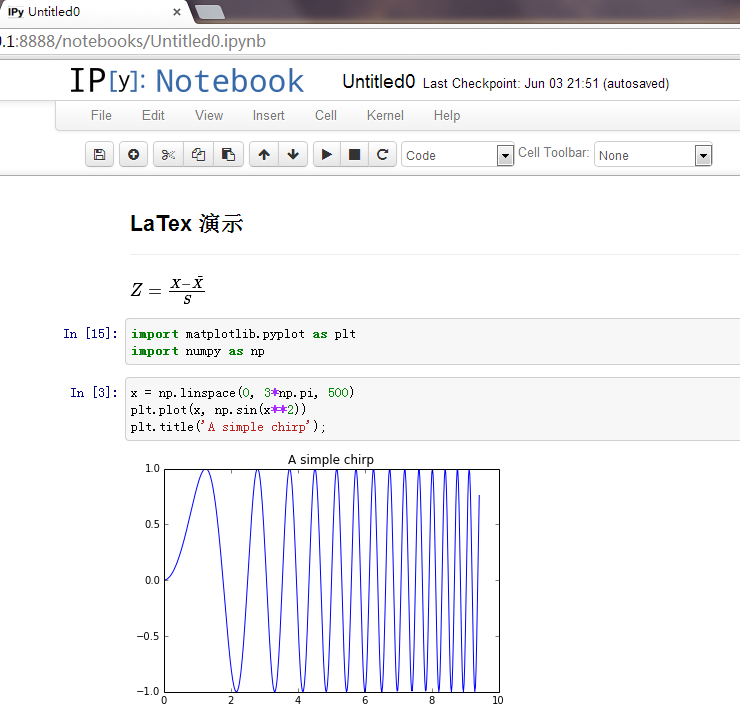 IPy Untitled0 ×
0.1:8888/notebooks/Untitled0.ipynb
IP[y]: Notebook Untitled0 Last Checkpoint: Jun 03 21:51 (autosaved)
File Edit View Insert Cell Kernel Help
Code Cell Toolbar: None
LaTex 演示
Z = (X−X̄)/S
In [15]: import matplotlib.pyplot as plt
import numpy as np
In [3]: x = np.linspace(0, 3*np.pi, 500)
plt.plot(x, np.sin(x**2))
plt.title('A simple chirp');
A simple chirp
1.0
0.5
0.0
−0.5
−1.0
0 2 4 6 8 10